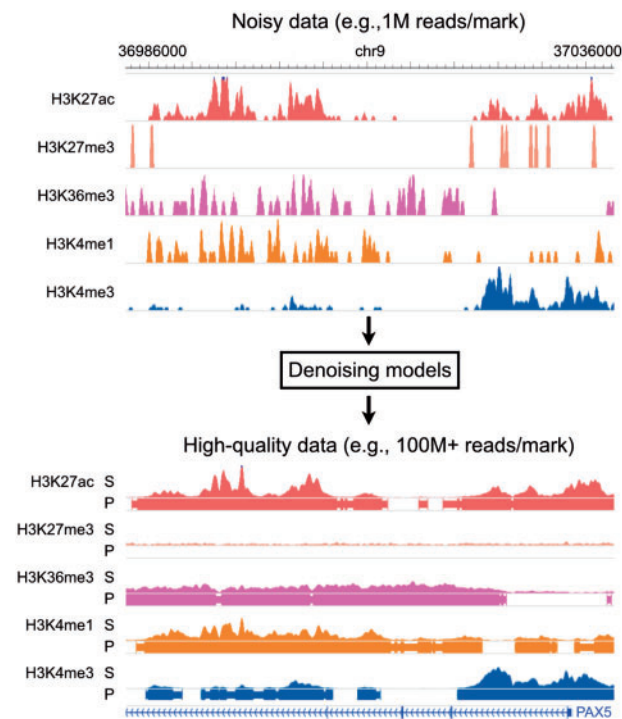 Noisy data (e.g.,1M reads/mark)
36986000 chr9 37036000
H3K27ac
H3K27me3
H3K36me3
H3K4me1
H3K4me3
Denoising models
High-quality data (e.g., 100M+ reads/mark)
H3K27ac S
P
H3K27me3 S
P
H3K36me3 S
P
H3K4me1 S
P
H3K4me3 S
P
PAX5